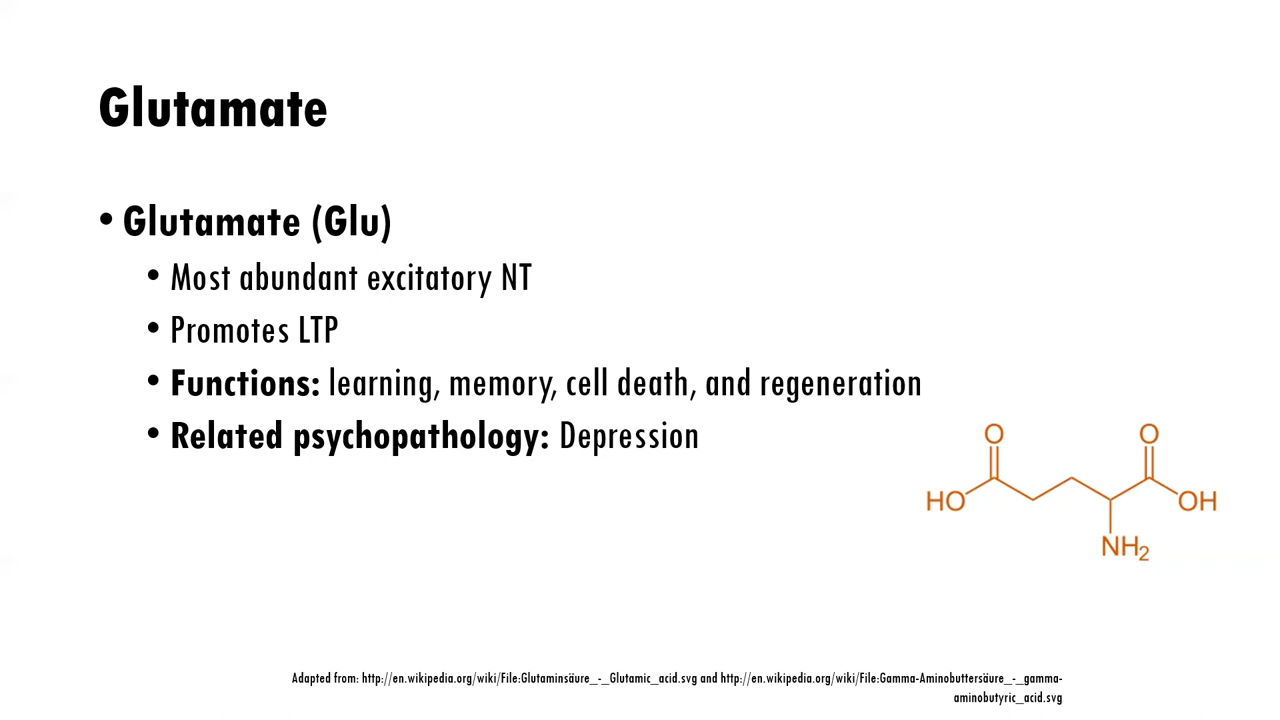 Glutamate
• Glutamate (Glu)
• Most abundant excitatory NT
• Promotes LTP
• Functions: learning, memory, cell death, and regeneration
• Related psychopathology: Depression
O O
HO OH
NH₂
Adapted from: http://en.wikipedia.org/wiki/File:Glutaminsäure_-_Glutamic_acid.svg and http://en.wikipedia.org/wiki/File:Gamma-Aminobuttersäure_-_gamma-
aminobutyric_acid.svg